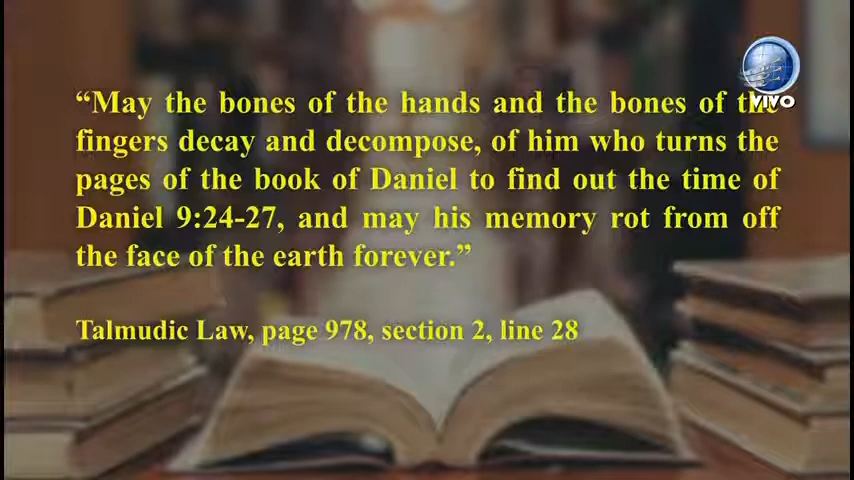 “May the bones of the hands and the bones of the
fingers decay and decompose, of him who turns the
pages of the book of Daniel to find out the time of
Daniel 9:24-27, and may his memory rot from off
the face of the earth forever.”
Talmudic Law, page 978, section 2, line 28
VIVO